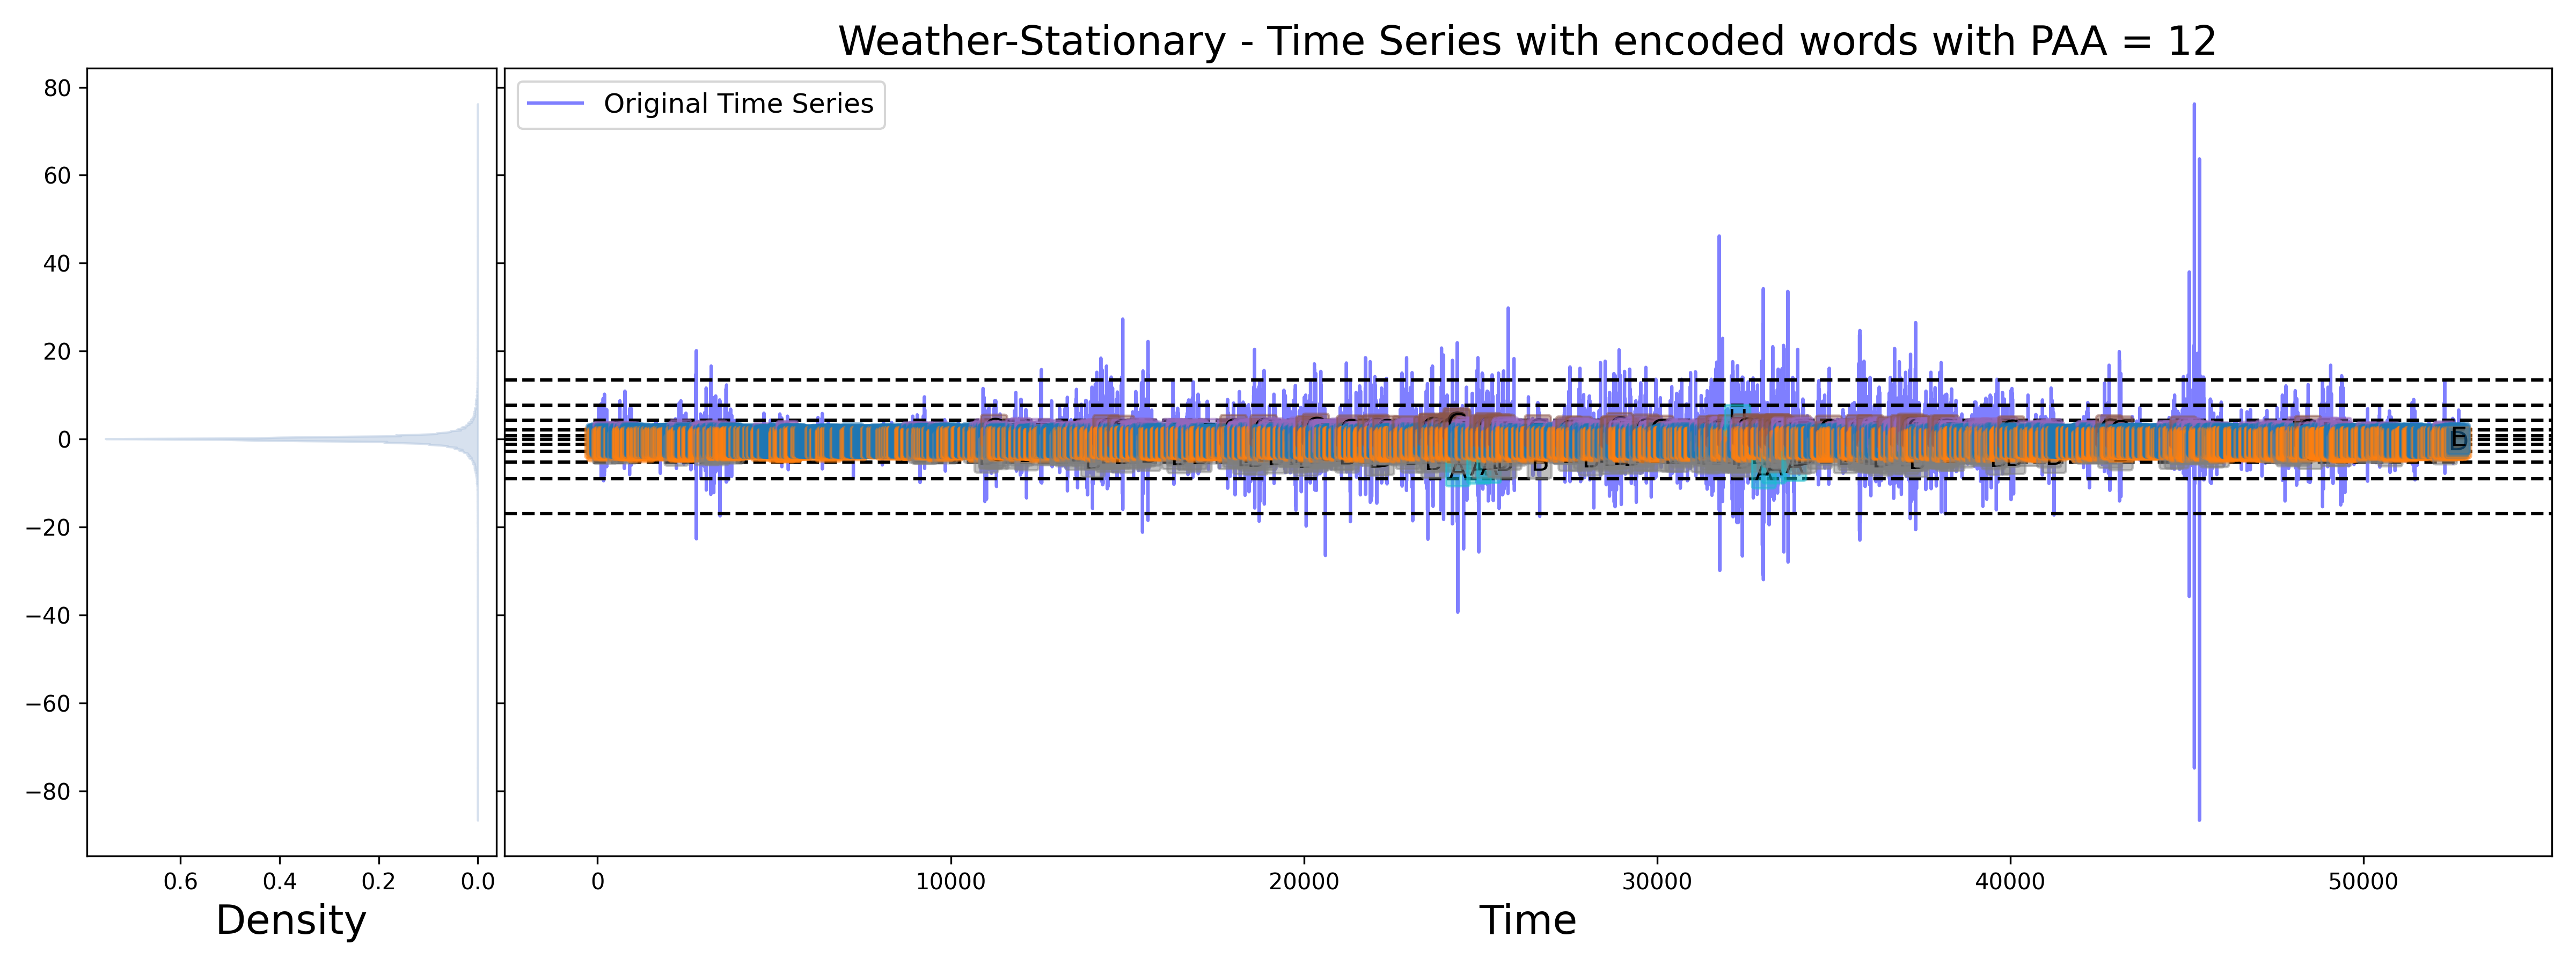 Weather-Stationary - Time Series with encoded words with PAA = 12
Original Time Series
80
60
40
20
0
−20
−40
−60
−80
0.6 0.4 0.2 0.0
Density
0 10000 20000 30000 40000 50000
Time